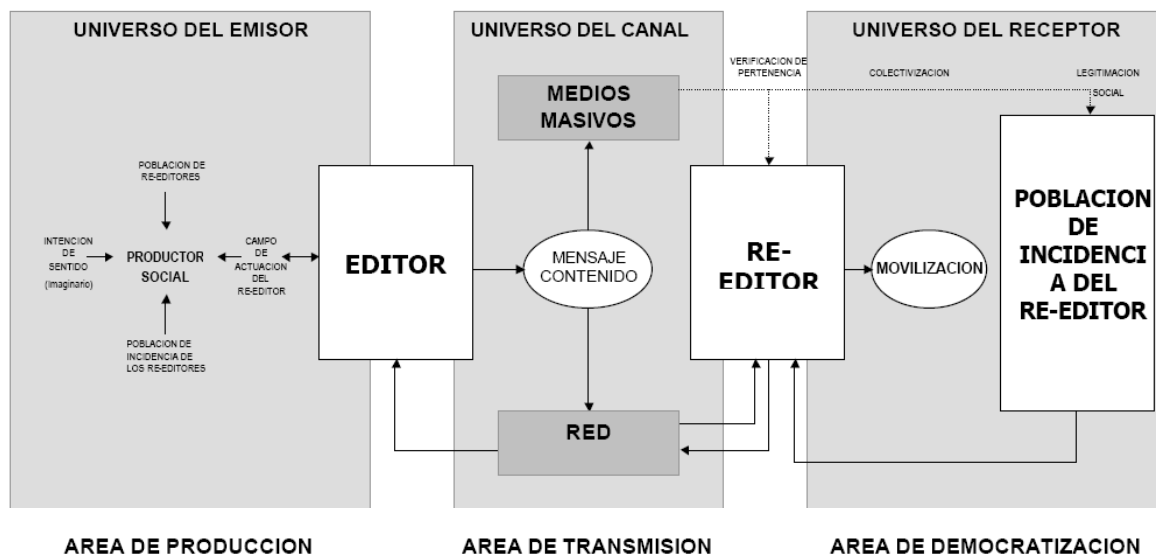 UNIVERSO DEL EMISOR
UNIVERSO DEL CANAL
UNIVERSO DEL RECEPTOR
VERIFICACION DE
PERTENENCIA
COLECTIVIZACION
LEGITIMACION
SOCIAL
MEDIOS
MASIVOS
POBLACION DE
RE-EDITORES
INTENCION
DE
SENTIDO
(Imaginario)
PRODUCTOR
SOCIAL
CAMPO
DE
ACTUACION
DEL
RE-EDITOR
POBLACION DE
INCIDENCIA DE
LOS RE-EDITORES
EDITOR
MENSAJE
CONTENIDO
RE-
EDITOR
MOVILIZACION
POBLACION
DE
INCIDENCI
A DEL
RE-EDITOR
RED
AREA DE PRODUCCION
AREA DE TRANSMISION
AREA DE DEMOCRATIZACION